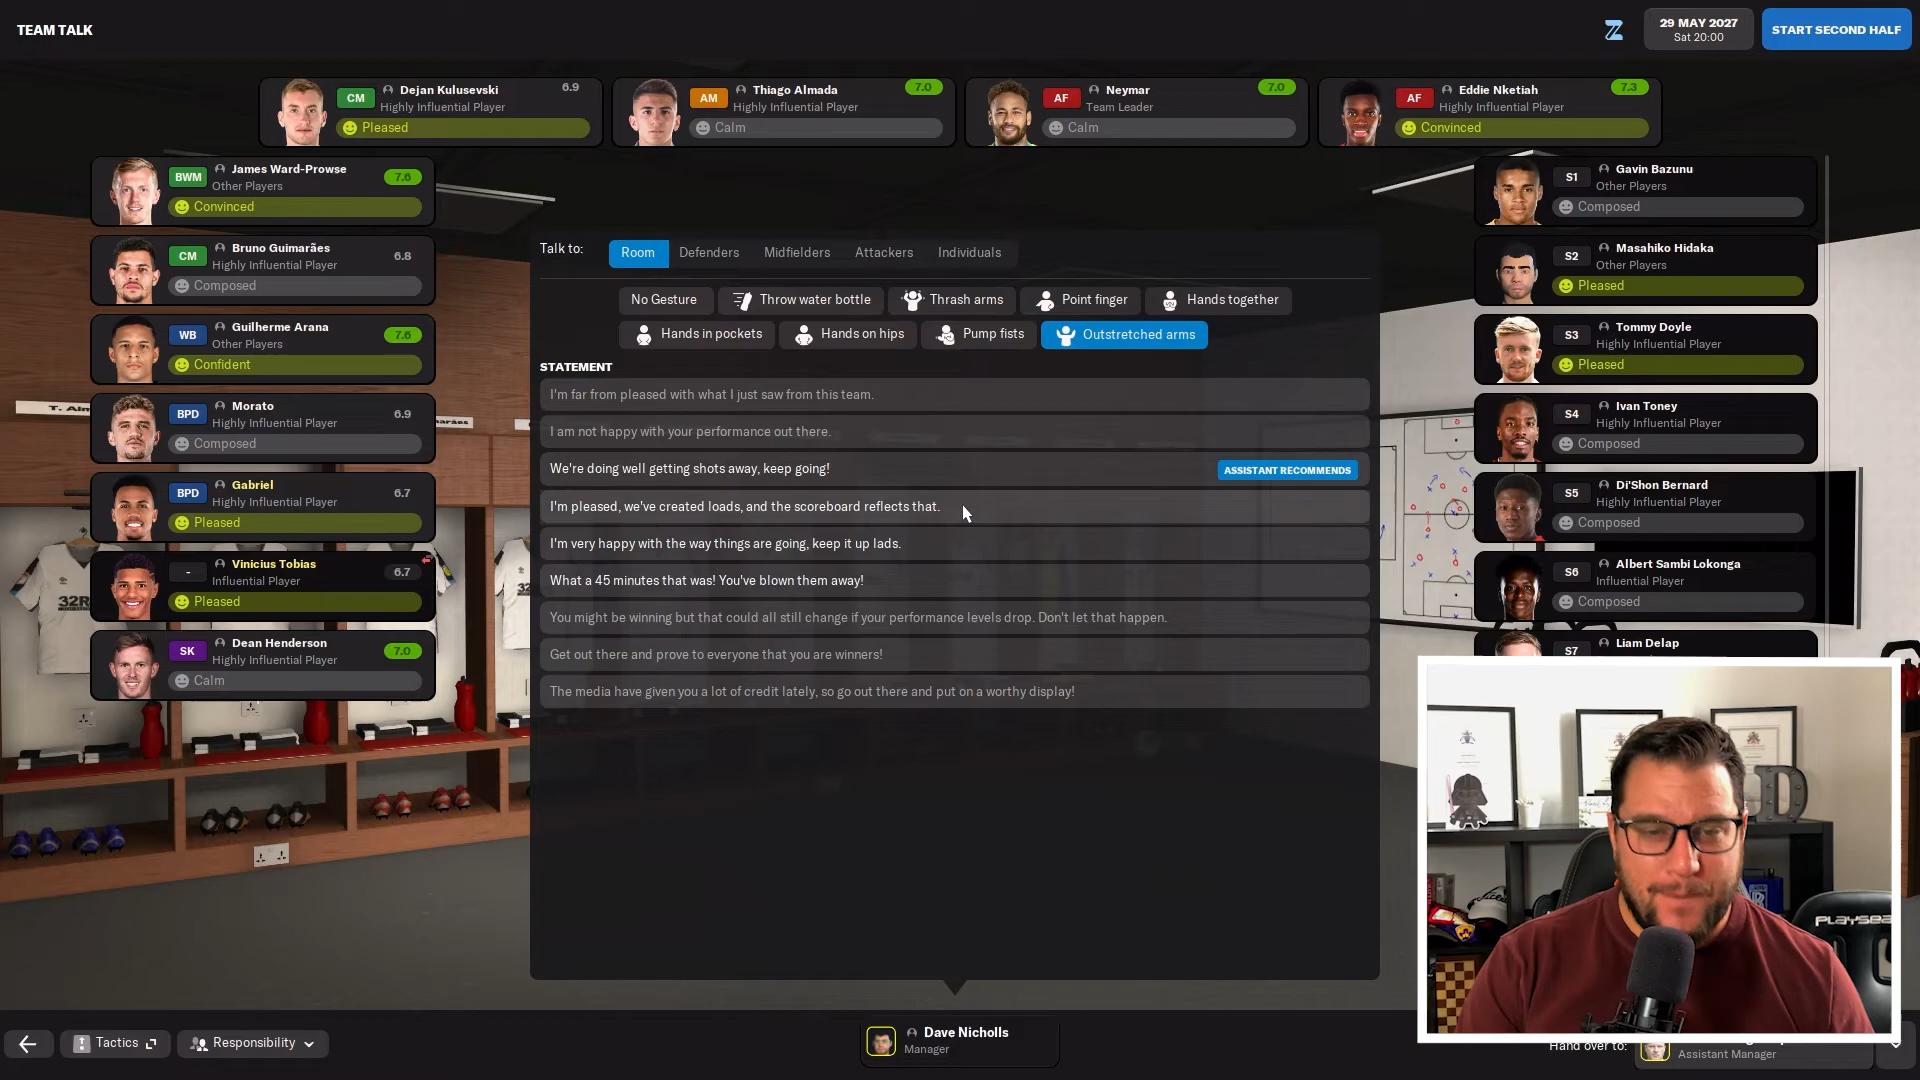 TEAM TALK
29 MAY 2027
Sat 20:00
START SECOND HALF
CM
Dejan Kulusevski
6.9
Highly Influential Player
Pleased
AM
Thiago Almada
7.0
Highly Influential Player
Calm
AF
Neymar
7.0
Team Leader
Calm
AF
Eddie Nketiah
7.3
Highly Influential Player
Convinced
BWM
James Ward-Prowse
7.6
Other Players
Convinced
CM
Bruno Guimarães
6.8
Highly Influential Player
Composed
WB
Guilherme Arana
7.6
Other Players
Confident
BPD
Morato
6.9
Highly Influential Player
Composed
BPD
Gabriel
6.7
Highly Influential Player
Pleased
-
Vinicius Tobias
6.7
Influential Player
Pleased
SK
Dean Henderson
7.0
Highly Influential Player
Calm
Talk to:
Room
Defenders
Midfielders
Attackers
Individuals
No Gesture
Throw water bottle
Thrash arms
Point finger
Hands together
Hands in pockets
Hands on hips
Pump fists
Outstretched arms
STATEMENT
I'm far from pleased with what I just saw from this team.
I am not happy with your performance out there.
We're doing well getting shots away, keep going!
ASSISTANT RECOMMENDS
I'm pleased, we've created loads, and the scoreboard reflects that.
I'm very happy with the way things are going, keep it up lads.
What a 45 minutes that was! You've blown them away!
You might be winning but that could all still change if your performance levels drop. Don't let that happen.
Get out there and prove to everyone that you are winners!
The media have given you a lot of credit lately, so go out there and put on a worthy display!
S1
Gavin Bazunu
Other Players
Composed
S2
Masahiko Hidaka
Other Players
Pleased
S3
Tommy Doyle
Highly Influential Player
Pleased
S4
Ivan Toney
Highly Influential Player
Composed
S5
Di'Shon Bernard
Highly Influential Player
Composed
S6
Albert Sambi Lokonga
Influential Player
Composed
S7
Liam Delap
T. Alm
32R
Tactics
Responsibility
Dave Nicholls
Manager
Hand over to:
Assistant Manager
PLAYSEA